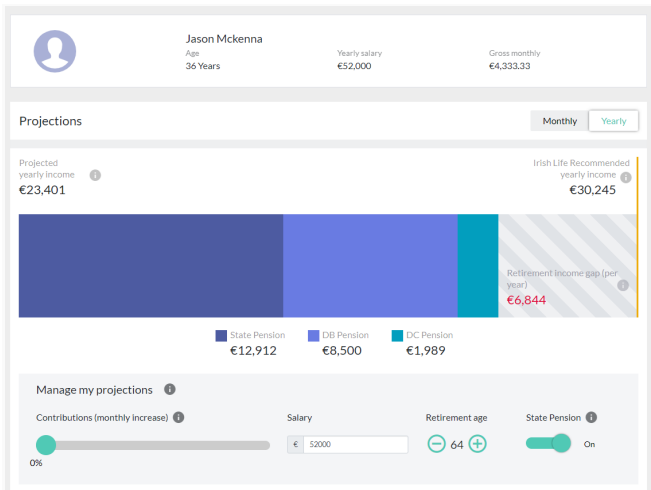 Jason Mckenna
Age
Yearly salary
Gross monthly
36 Years
€52,000
€4,333.33
Projections
Monthly
Yearly
Projected
yearly income
€23,401
Irish Life Recommended
yearly income
€30,245
Retirement income gap (per
year)
€6,844
State Pension
€12,912
DB Pension
€8,500
DC Pension
€1,989
Manage my projections
Contributions (monthly increase)
0%
Salary
€ 52000
Retirement age
64
State Pension
On